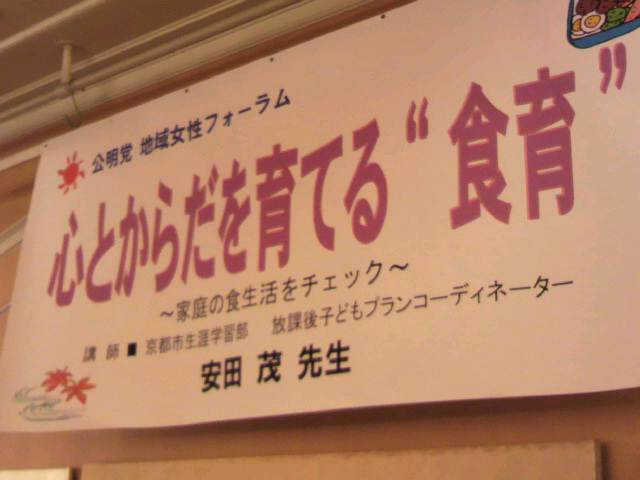 公明党 地域女性フォーラム
心とからだを育てる“食育”
～家庭の食生活をチェック～
講師■京都市生涯学習部 放課後子どもプランコーディネーター
安田 茂 先生